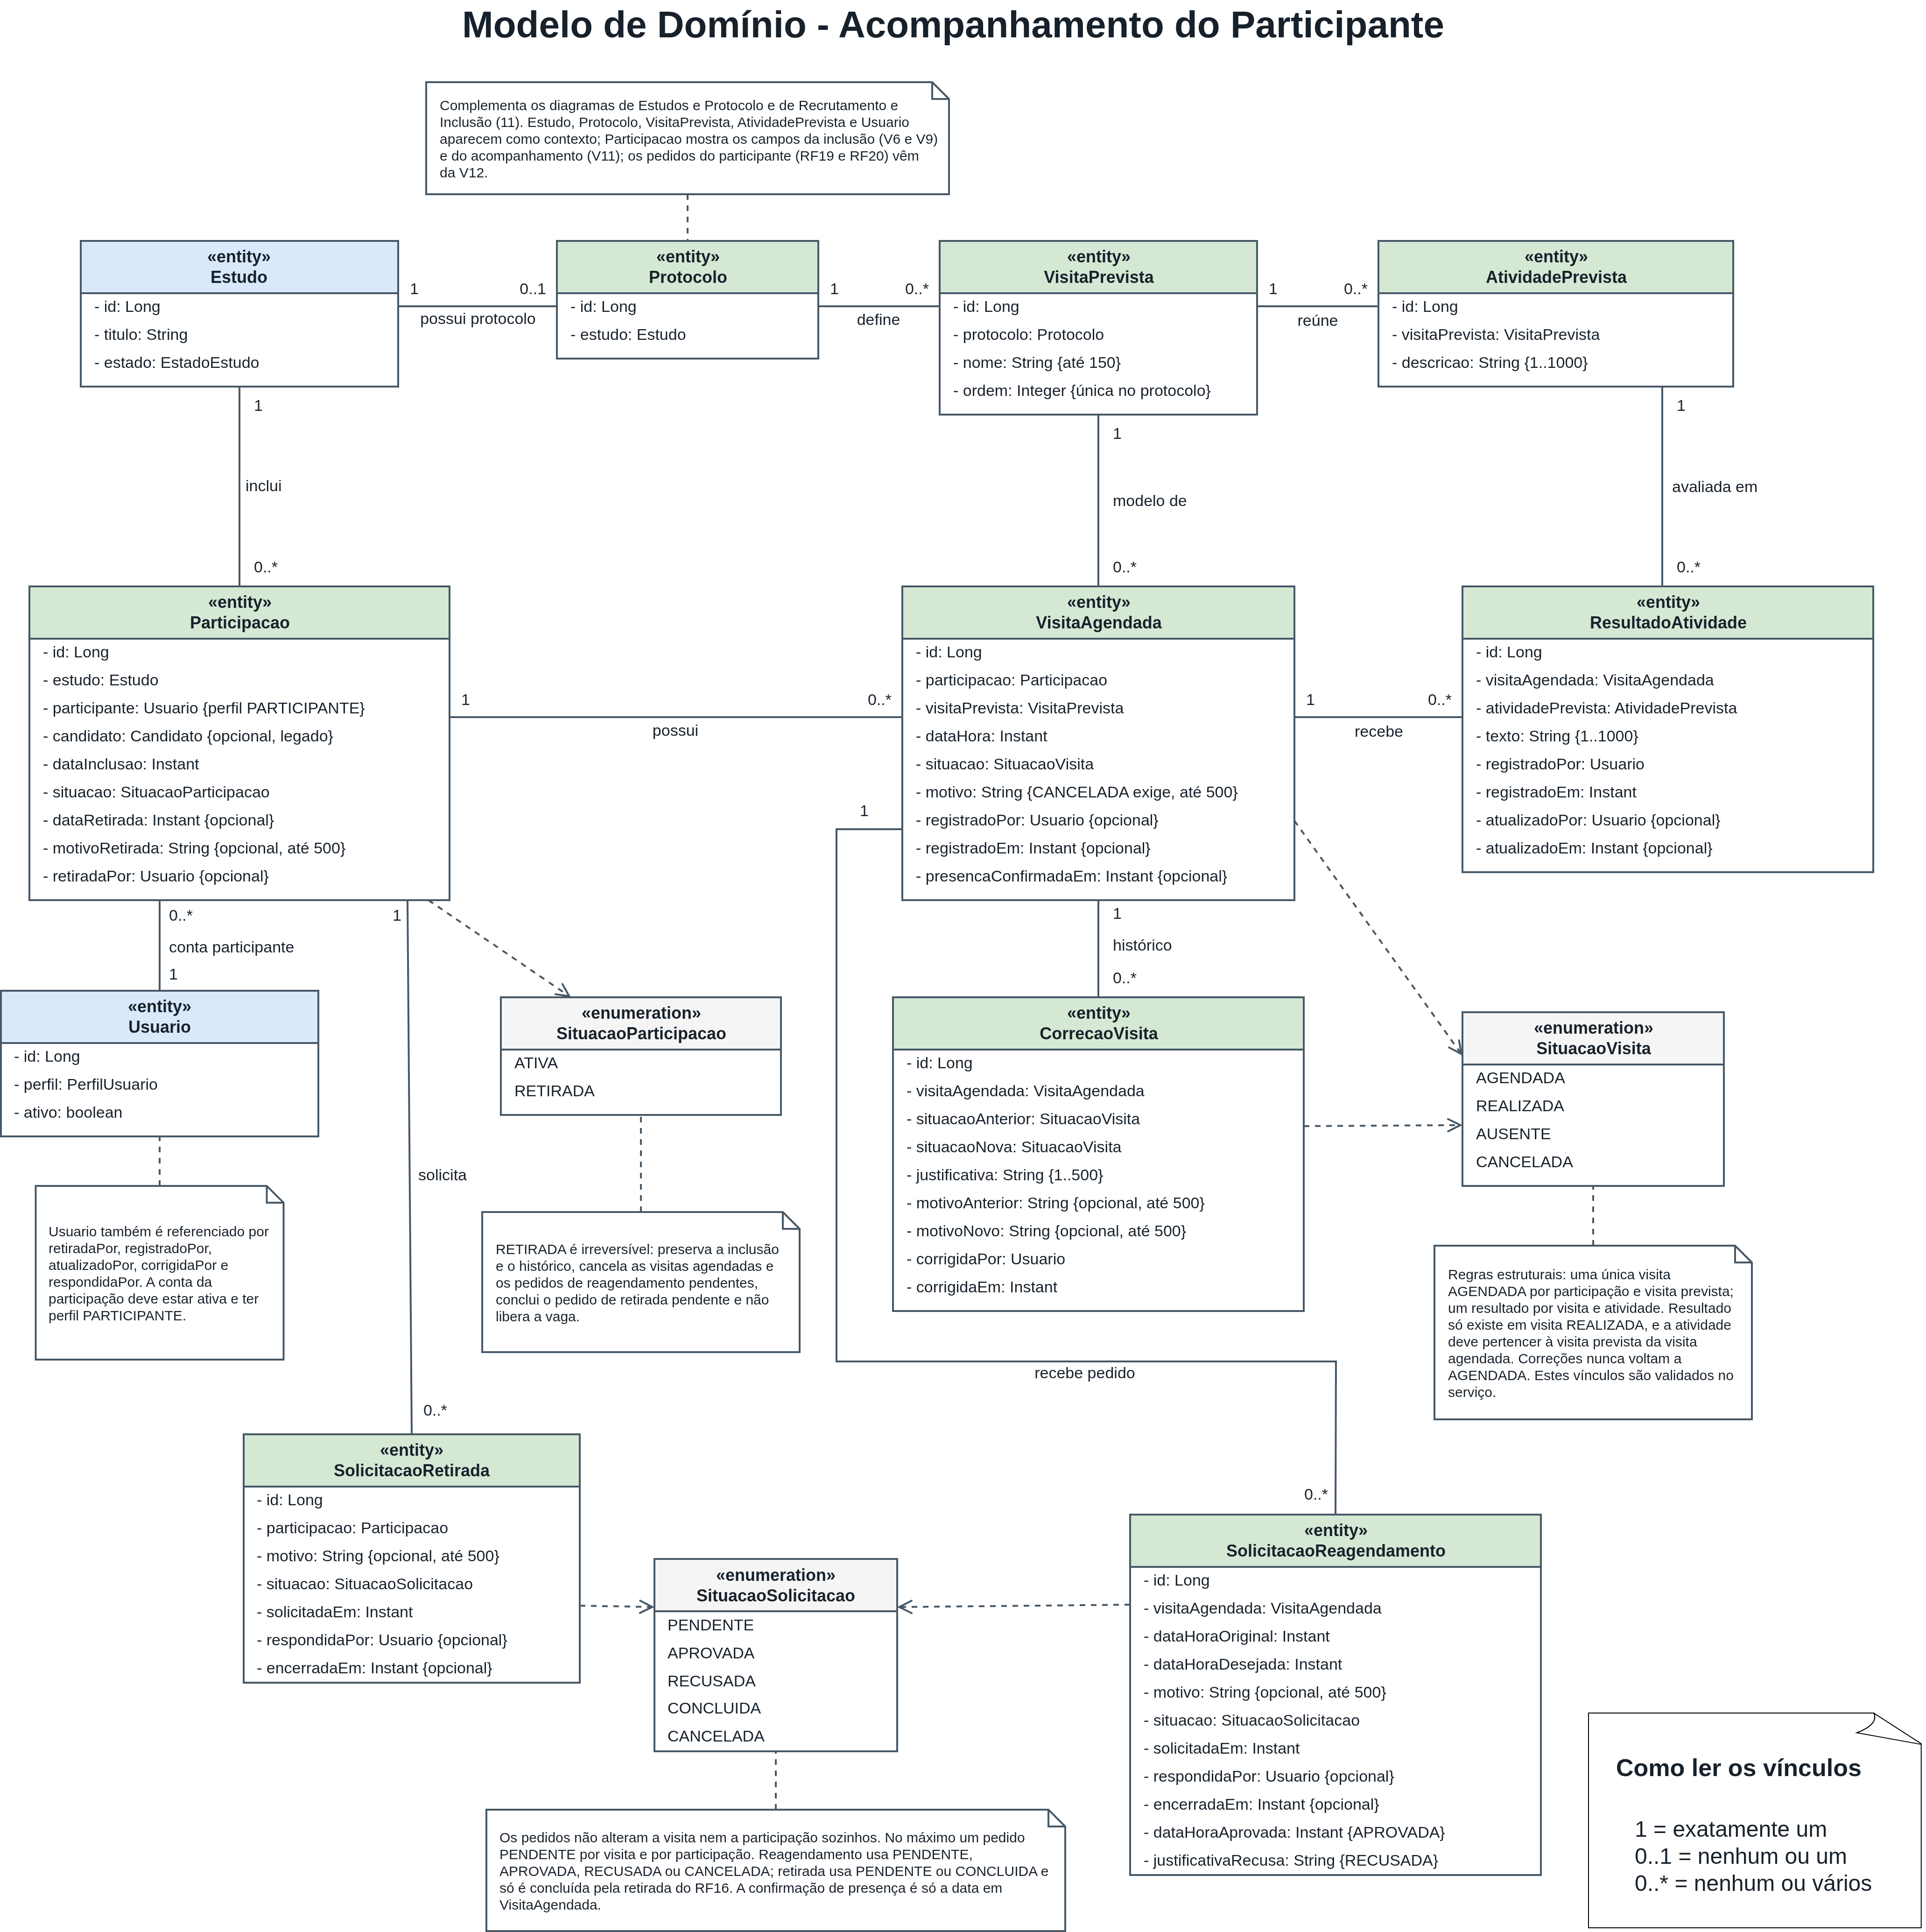 Modelo de Domínio - Acompanhamento do Participante
Complementa os diagramas de Estudos e Protocolo e de Recrutamento e
Inclusão (11). Estudo, Protocolo, VisitaPrevista, AtividadePrevista e Usuario
aparecem como contexto; Participacao mostra os campos da inclusão (V6 e V9)
e do acompanhamento (V11); os pedidos do participante (RF19 e RF20) vêm
da V12.
«entity»
Estudo
- id: Long
- titulo: String
- estado: EstadoEstudo
1
0..1
possui protocolo
«entity»
Protocolo
- id: Long
- estudo: Estudo
1
0..*
define
«entity»
VisitaPrevista
- id: Long
- protocolo: Protocolo
- nome: String {até 150}
- ordem: Integer {única no protocolo}
1
0..*
reúne
«entity»
AtividadePrevista
- id: Long
- visitaPrevista: VisitaPrevista
- descricao: String {1..1000}
1
inclui
0..*
1
modelo de
0..*
1
avaliada em
0..*
«entity»
Participacao
- id: Long
- estudo: Estudo
- participante: Usuario {perfil PARTICIPANTE}
- candidato: Candidato {opcional, legado}
- dataInclusao: Instant
- situacao: SituacaoParticipacao
- dataRetirada: Instant {opcional}
- motivoRetirada: String {opcional, até 500}
- retiradaPor: Usuario {opcional}
1
0..*
possui
«entity»
VisitaAgendada
- id: Long
- participacao: Participacao
- visitaPrevista: VisitaPrevista
- dataHora: Instant
- situacao: SituacaoVisita
- motivo: String {CANCELADA exige, até 500}
- registradoPor: Usuario {opcional}
- registradoEm: Instant {opcional}
- presencaConfirmadaEm: Instant {opcional}
1
0..*
recebe
«entity»
ResultadoAtividade
- id: Long
- visitaAgendada: VisitaAgendada
- atividadePrevista: AtividadePrevista
- texto: String {1..1000}
- registradoPor: Usuario
- registradoEm: Instant
- atualizadoPor: Usuario {opcional}
- atualizadoEm: Instant {opcional}
1
0..*
conta participante
1
1
1
histórico
0..*
«entity»
Usuario
- id: Long
- perfil: PerfilUsuario
- ativo: boolean
«enumeration»
SituacaoParticipacao
ATIVA
RETIRADA
«entity»
CorrecaoVisita
- id: Long
- visitaAgendada: VisitaAgendada
- situacaoAnterior: SituacaoVisita
- situacaoNova: SituacaoVisita
- justificativa: String {1..500}
- motivoAnterior: String {opcional, até 500}
- motivoNovo: String {opcional, até 500}
- corrigidaPor: Usuario
- corrigidaEm: Instant
«enumeration»
SituacaoVisita
AGENDADA
REALIZADA
AUSENTE
CANCELADA
solicita
Usuario também é referenciado por
retiradaPor, registradoPor,
atualizadoPor, corrigidaPor e
respondidaPor. A conta da
participação deve estar ativa e ter
perfil PARTICIPANTE.
RETIRADA é irreversível: preserva a inclusão
e o histórico, cancela as visitas agendadas e
os pedidos de reagendamento pendentes,
conclui o pedido de retirada pendente e não
libera a vaga.
Regras estruturais: uma única visita
AGENDADA por participação e visita prevista;
um resultado por visita e atividade. Resultado
só existe em visita REALIZADA, e a atividade
deve pertencer à visita prevista da visita
agendada. Correções nunca voltam a
AGENDADA. Estes vínculos são validados no
serviço.
recebe pedido
0..*
0..*
«entity»
SolicitacaoRetirada
- id: Long
- participacao: Participacao
- motivo: String {opcional, até 500}
- situacao: SituacaoSolicitacao
- solicitadaEm: Instant
- respondidaPor: Usuario {opcional}
- encerradaEm: Instant {opcional}
«enumeration»
SituacaoSolicitacao
PENDENTE
APROVADA
RECUSADA
CONCLUIDA
CANCELADA
«entity»
SolicitacaoReagendamento
- id: Long
- visitaAgendada: VisitaAgendada
- dataHoraOriginal: Instant
- dataHoraDesejada: Instant
- motivo: String {opcional, até 500}
- situacao: SituacaoSolicitacao
- solicitadaEm: Instant
- respondidaPor: Usuario {opcional}
- encerradaEm: Instant {opcional}
- dataHoraAprovada: Instant {APROVADA}
- justificativaRecusa: String {RECUSADA}
Os pedidos não alteram a visita nem a participação sozinhos. No máximo um pedido
PENDENTE por visita e por participação. Reagendamento usa PENDENTE,
APROVADA, RECUSADA ou CANCELADA; retirada usa PENDENTE ou CONCLUIDA e
só é concluída pela retirada do RF16. A confirmação de presença é só a data em
VisitaAgendada.
Como ler os vínculos
1 = exatamente um
0..1 = nenhum ou um
0..* = nenhum ou vários